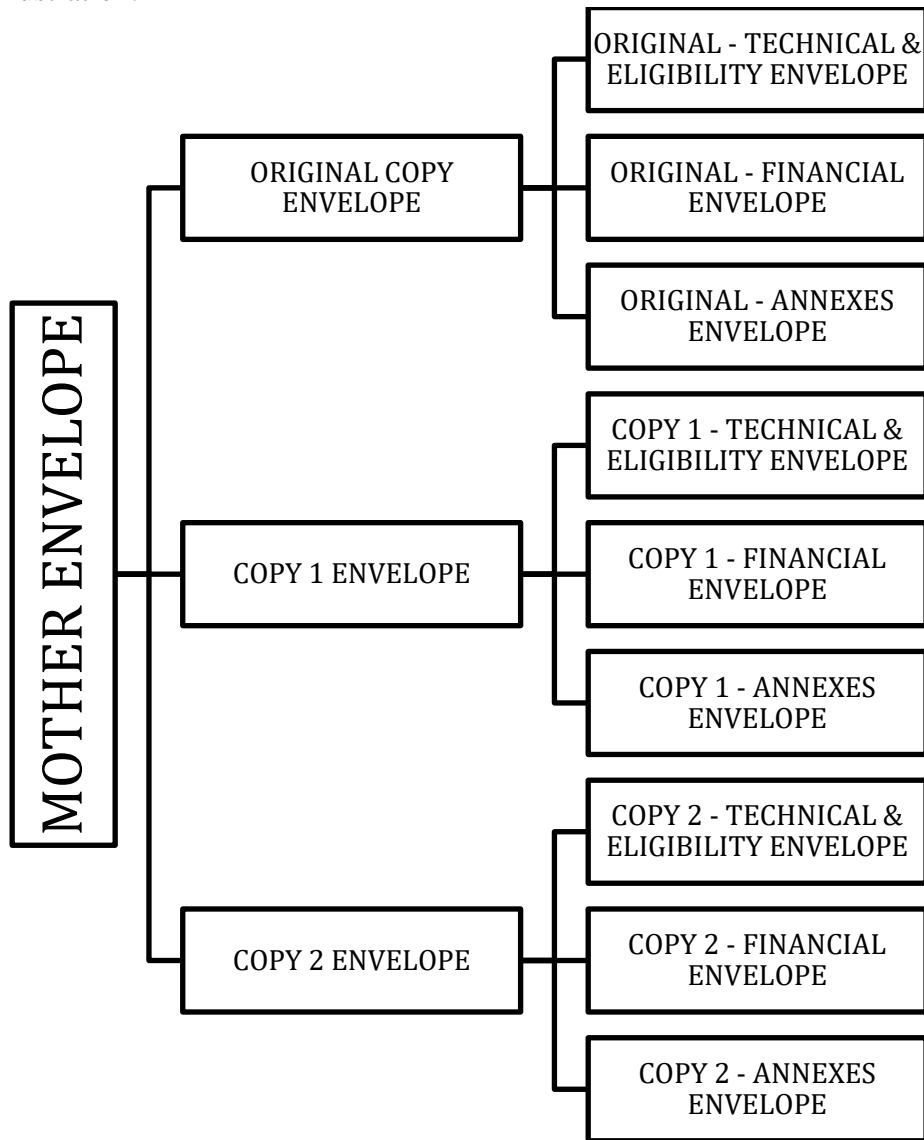 ORIGINAL - TECHNICAL &
ELIGIBILITY ENVELOPE
ORIGINAL COPY
ENVELOPE
ORIGINAL - FINANCIAL
ENVELOPE
ORIGINAL - ANNEXES
ENVELOPE
MOTHER ENVELOPE
COPY 1 - TECHNICAL &
ELIGIBILITY ENVELOPE
COPY 1 ENVELOPE
COPY 1 - FINANCIAL
ENVELOPE
COPY 1 - ANNEXES
ENVELOPE
COPY 2 - TECHNICAL &
ELIGIBILITY ENVELOPE
COPY 2 ENVELOPE
COPY 2 - FINANCIAL
ENVELOPE
COPY 2 - ANNEXES
ENVELOPE